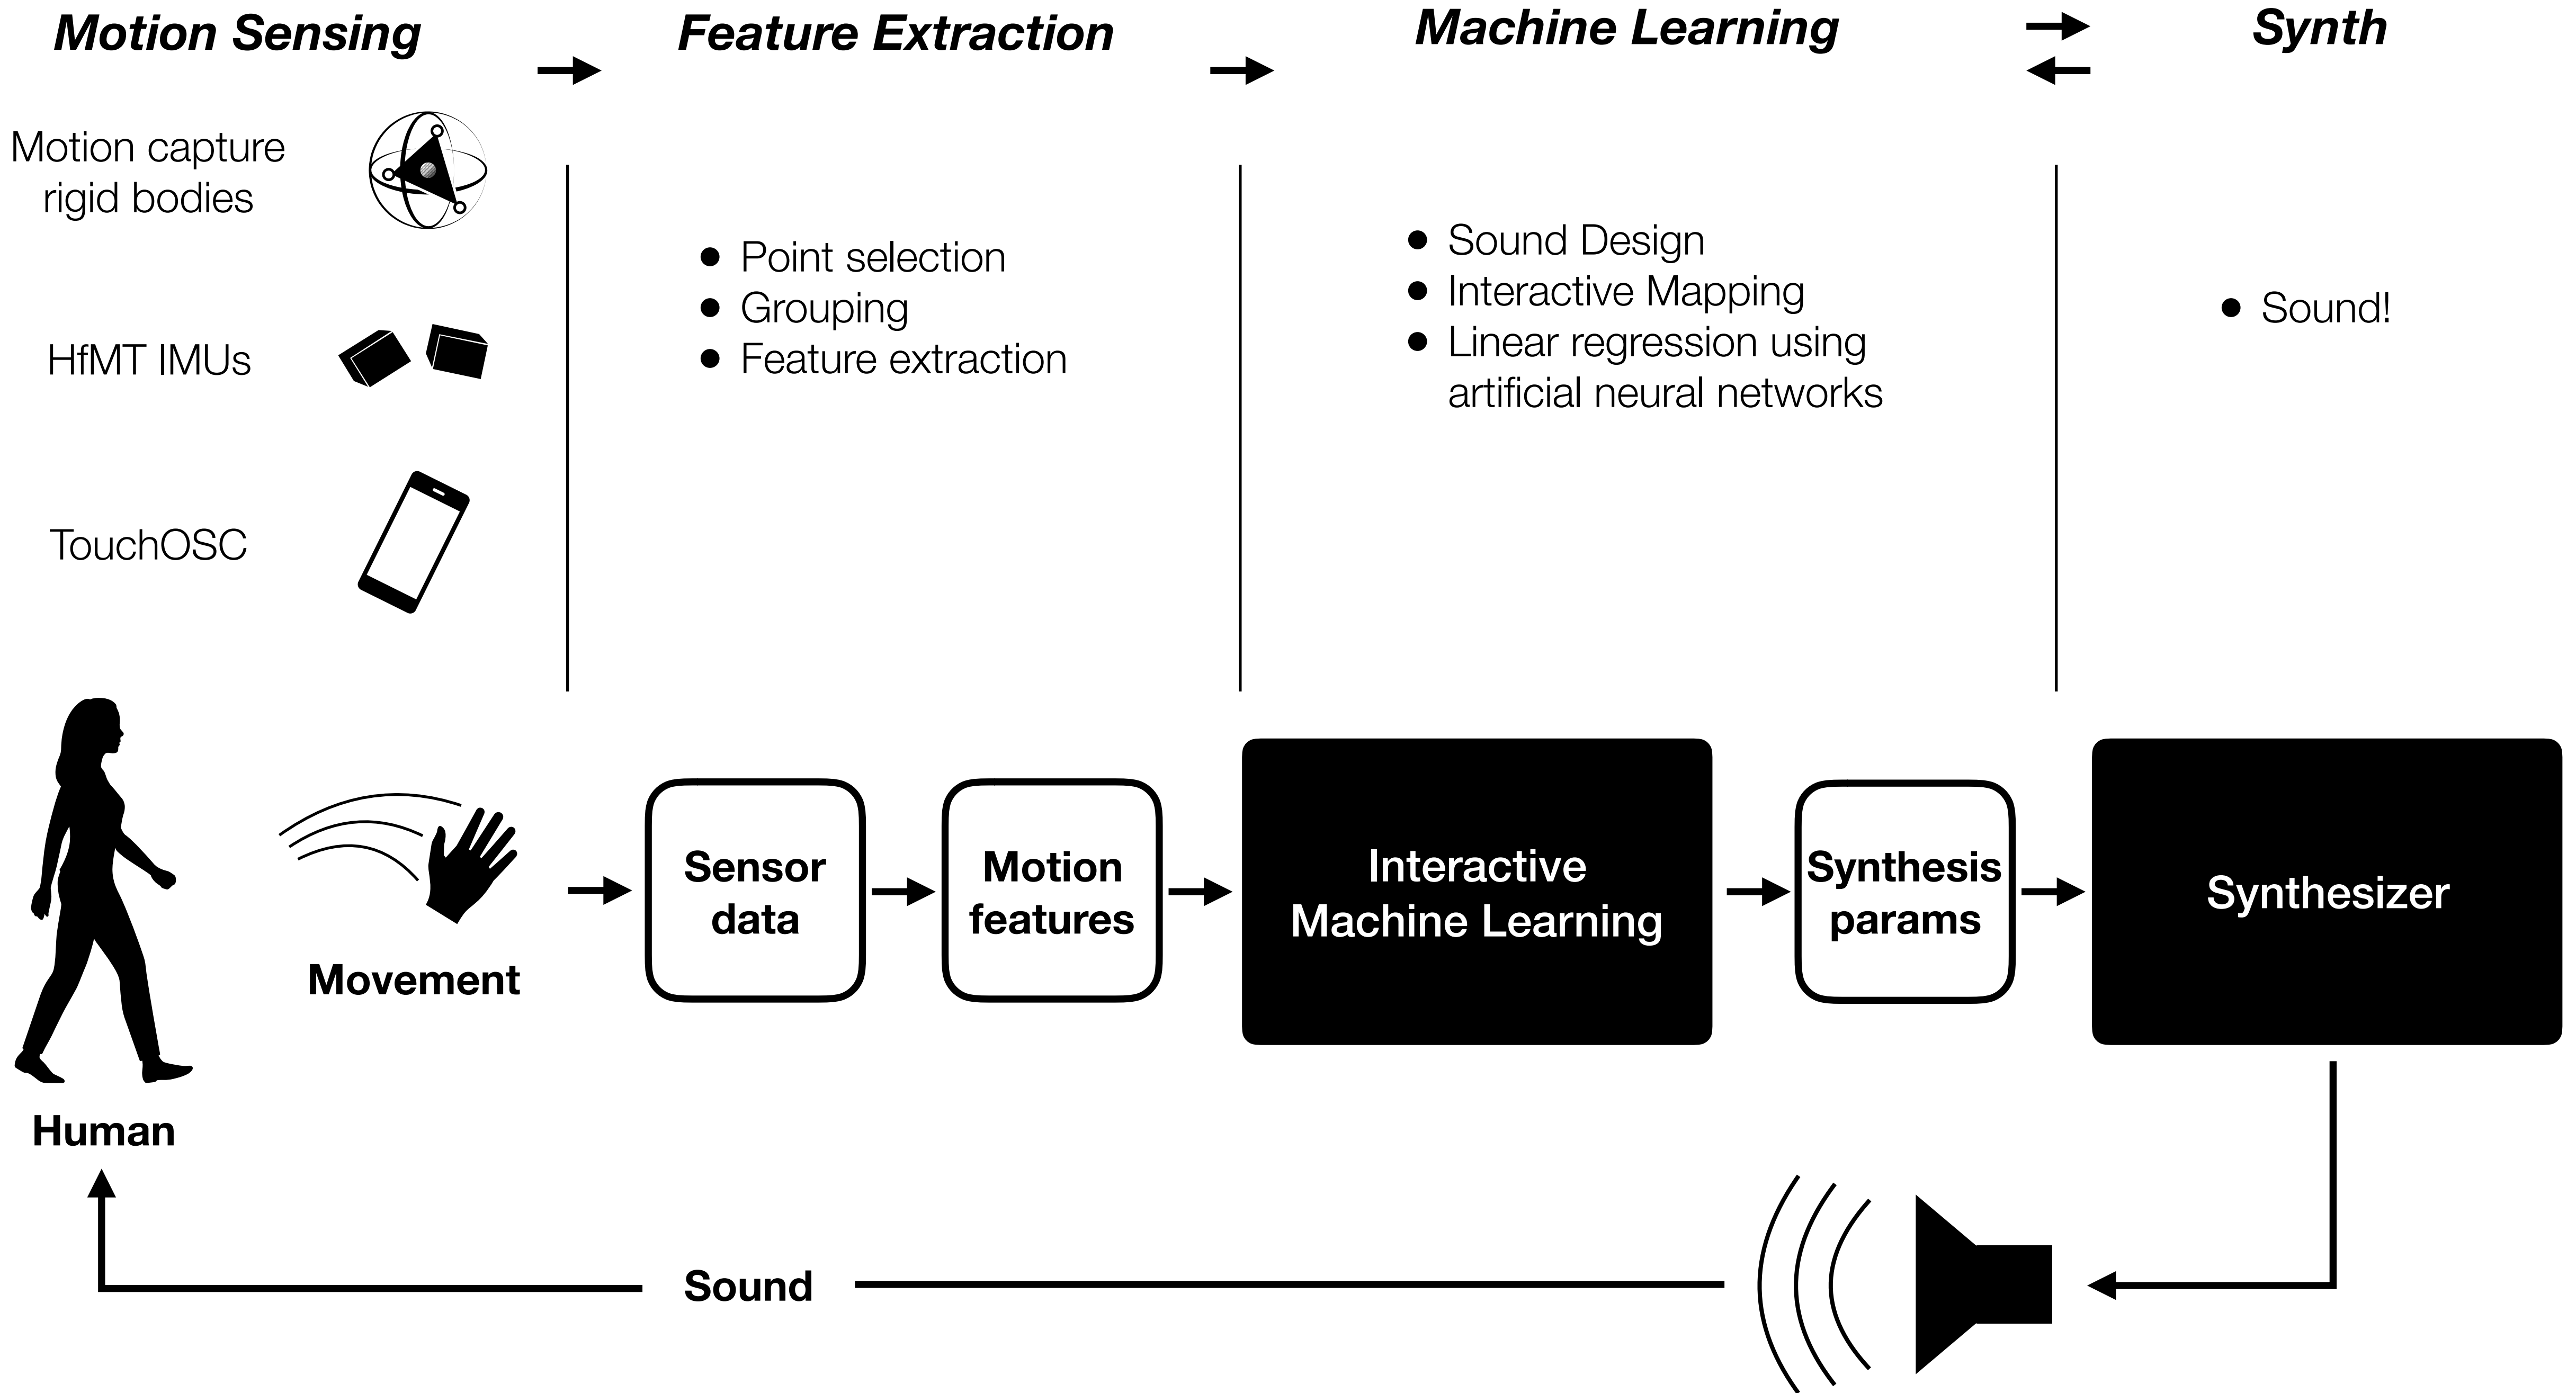 Motion Sensing
Feature Extraction
Machine Learning
Synth
Motion capture
rigid bodies
HfMT IMUs
TouchOSC
● Point selection
● Grouping
● Feature extraction
● Sound Design
● Interactive Mapping
● Linear regression using
artificial neural networks
● Sound!
Human
Movement
Sensor
data
Motion
features
Interactive
Machine Learning
Synthesis
params
Synthesizer
Sound